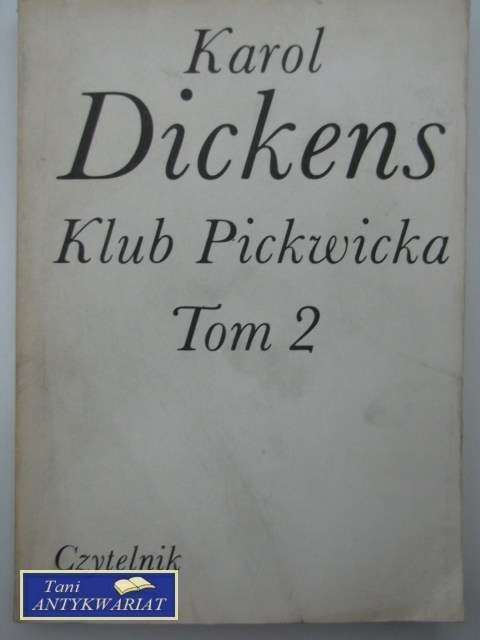 Karol
Dickens
Klub Pickwicka
Tom 2
Czytelnik
Tani
ANTYKWARIAT